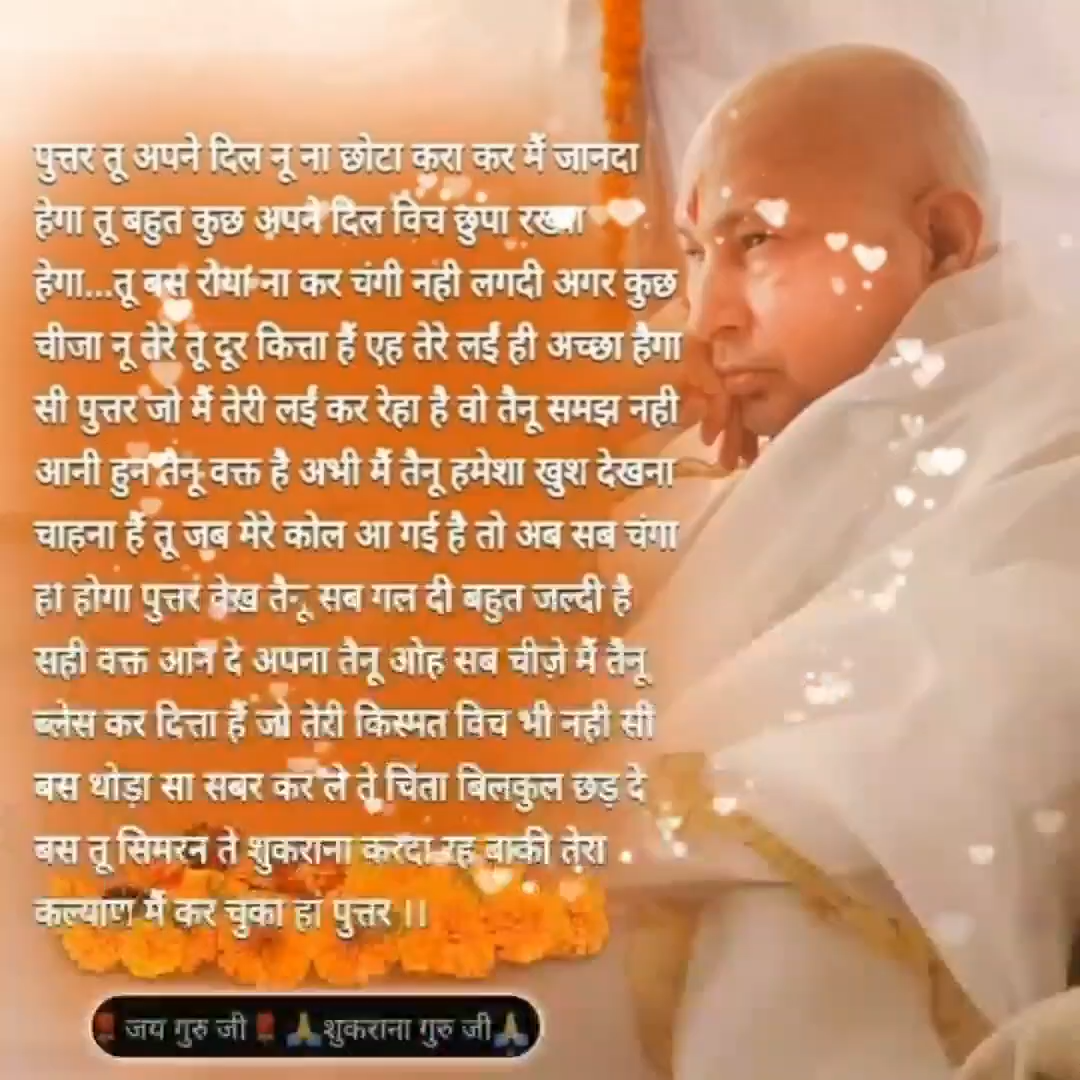 पुत्तर तू अपने दिल नू ना छोटा करा कर मैं जानदा
हेगा तू बहुत कुछ अपने दिल विच छुपा रखा
हेगा...तू बस रोया ना कर चंगी नही लगदी अगर कुछ
चीजा नू तेरे तू दूर कित्ता हैं एह तेरे लई ही अच्छा हैगा
सी पुत्तर जो मैं तेरी लई कर रेहा है वो तैनू समझ नही
आनी हुन तैनू वक्त है अभी मैं तैनू हमेशा खुश देखना
चाहना हैं तू जब मेरे कोल आ गई है तो अब सब चंगा
हा होगा पुत्तर वेख तैनू सब गल दी बहुत जल्दी है
सही वक्त आन दे अपना तैनू ओह सब चीज़े मैं तैनू
ब्लेस कर दित्ता हैं जो तेरी किस्मत विच भी नही सी
बस थोड़ा सा सबर कर ले ते चिंता बिलकुल छड़ दे
बस तू सिमरन ते शुकराना करदा रह बाकी तेरा
कल्याण मैं कर चुका हा पुत्तर ।।
🌹जय गुरु जी🌹🙏शुकराना गुरु जी🙏